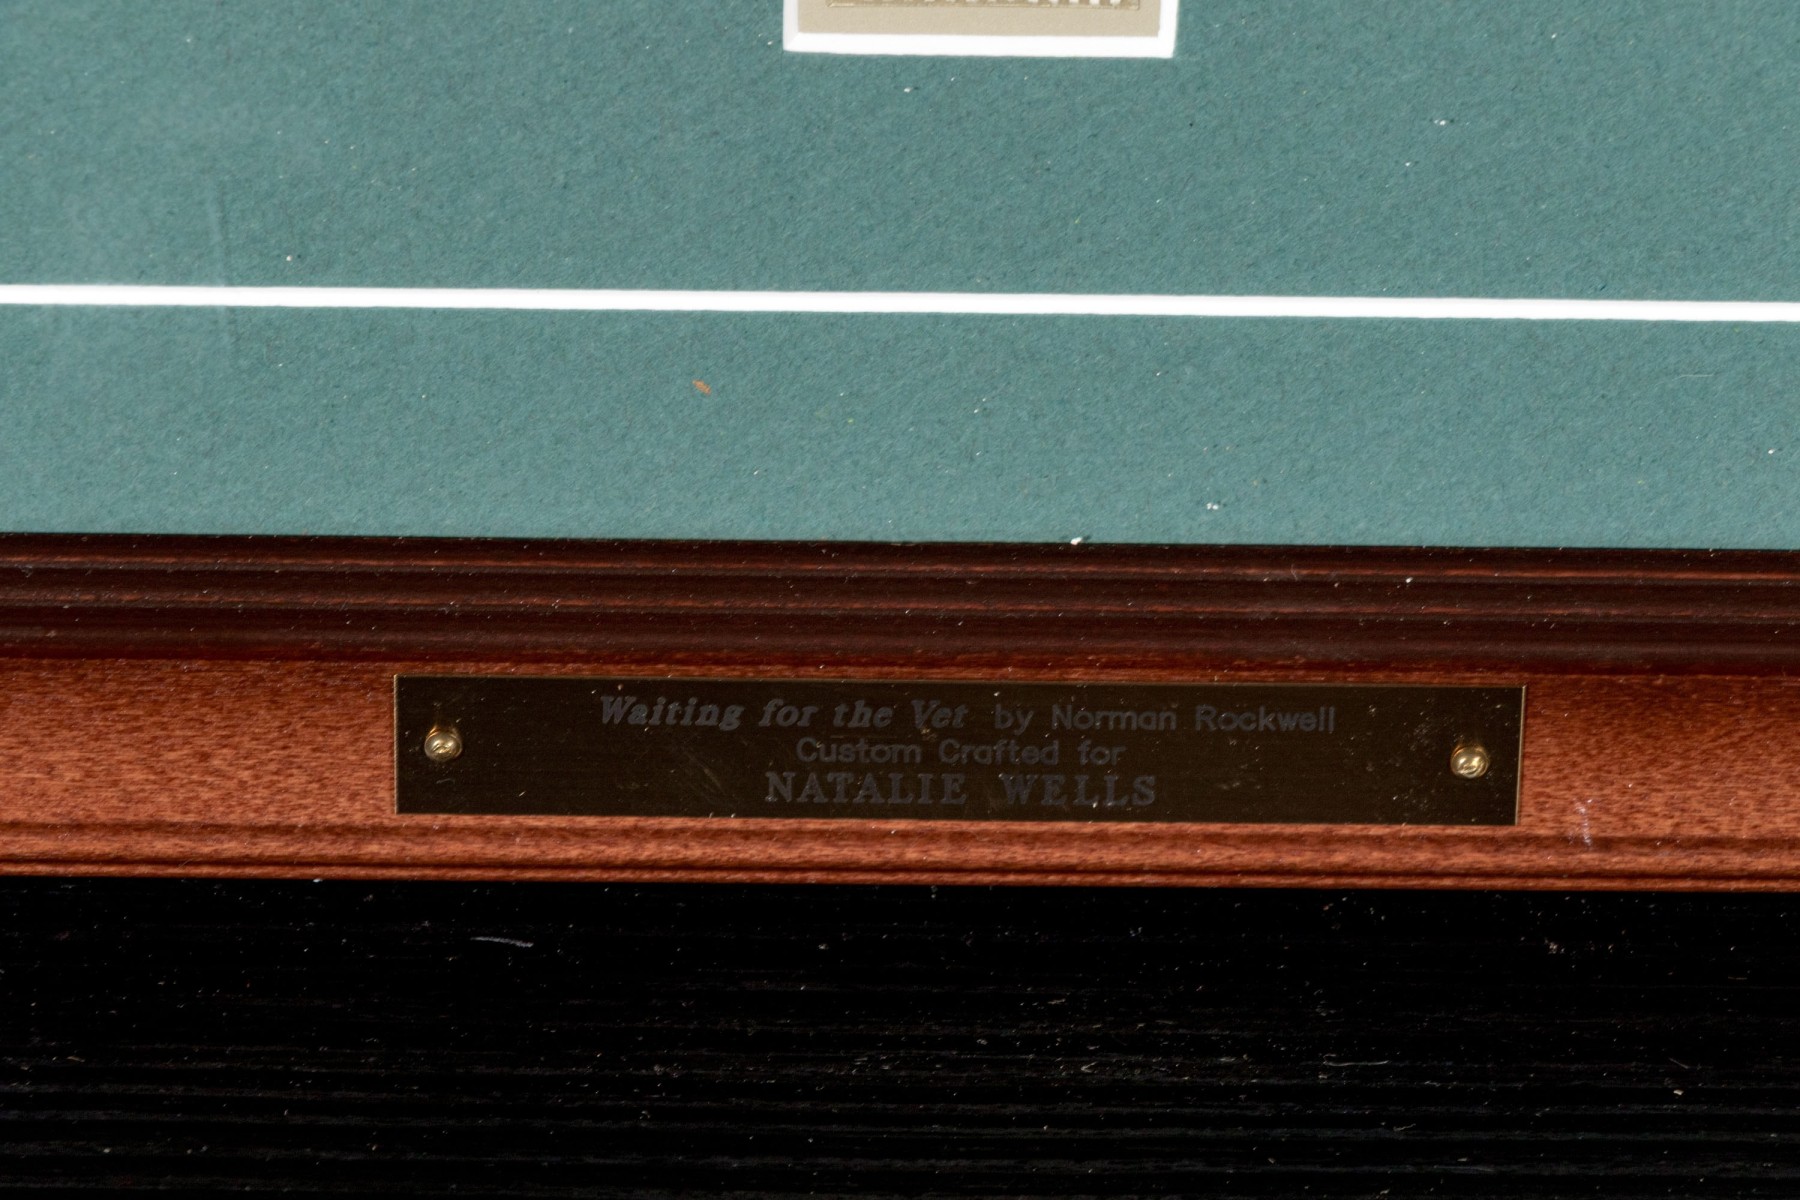 Waiting for the Vet by Norman Rockwell
Custom Crafted for
NATALIE WELLS